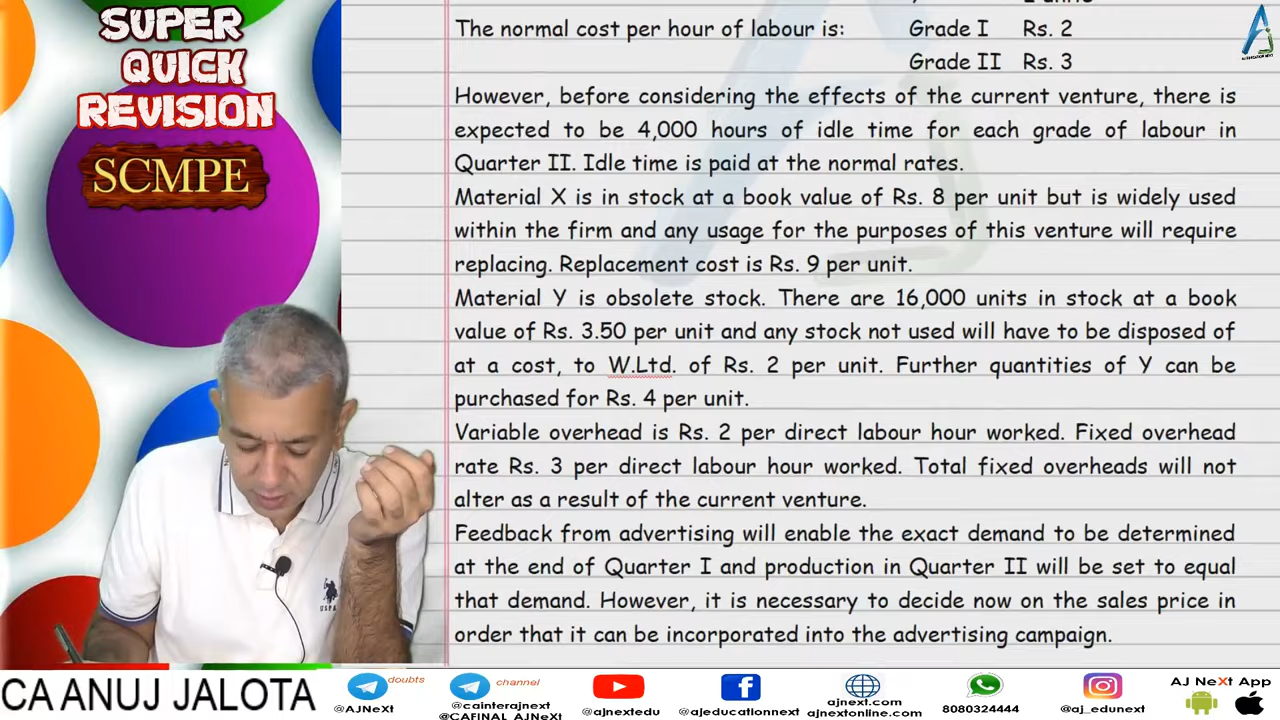 SUPER
QUICK
REVISION
SCMPE
The normal cost per hour of labour is: Grade I Rs. 2
Grade II Rs. 3
However, before considering the effects of the current venture, there is
expected to be 4,000 hours of idle time for each grade of labour in
Quarter II. Idle time is paid at the normal rates.
Material X is in stock at a book value of Rs. 8 per unit but is widely used
within the firm and any usage for the purposes of this venture will require
replacing. Replacement cost is Rs. 9 per unit.
Material Y is obsolete stock. There are 16,000 units in stock at a book
value of Rs. 3.50 per unit and any stock not used will have to be disposed of
at a cost, to W.Ltd. of Rs. 2 per unit. Further quantities of Y can be
purchased for Rs. 4 per unit.
Variable overhead is Rs. 2 per direct labour hour worked. Fixed overhead
rate Rs. 3 per direct labour hour worked. Total fixed overheads will not
alter as a result of the current venture.
Feedback from advertising will enable the exact demand to be determined
at the end of Quarter I and production in Quarter II will be set to equal
that demand. However, it is necessary to decide now on the sales price in
order that it can be incorporated into the advertising campaign.
USPA
CA ANUJ JALOTA
doubts
@AJNeXt
channel
@cainterajnext
@CAFINAL_AJNeXt
@ajnextedu
@ajeducationnext
ajnext.com
ajnextonline.com
8080324444
@aj_edunext
AJ NeXt App